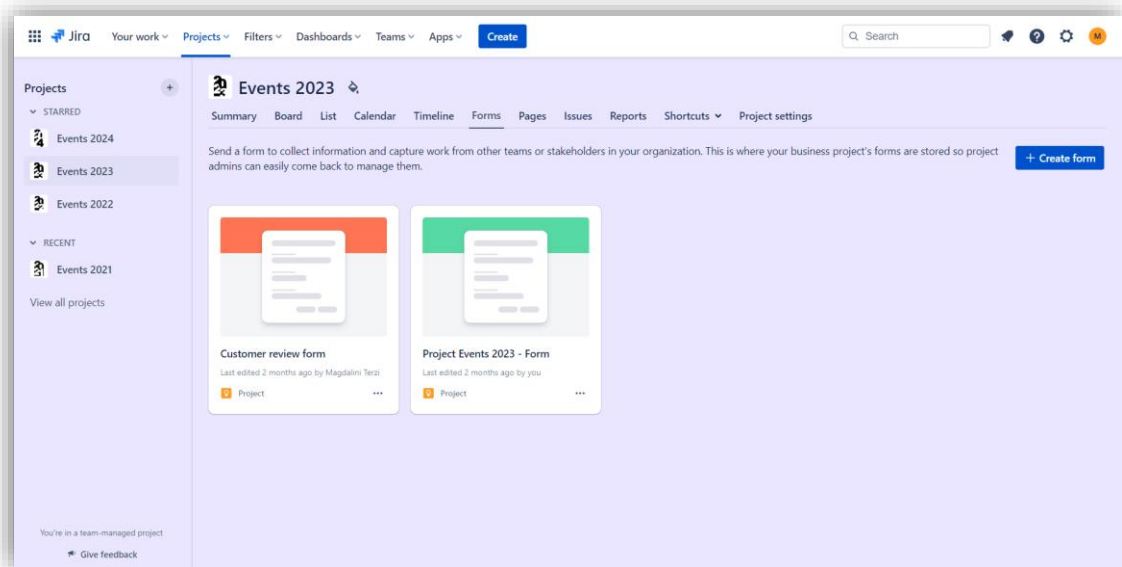 Jira Your work Projects Filters Dashboards Teams Apps Create Search M
Projects +
STARRED
Events 2024
Events 2023
Events 2022
RECENT
Events 2021
View all projects
You're in a team-managed project
Give feedback
Events 2023
Summary Board List Calendar Timeline Forms Pages Issues Reports Shortcuts Project settings
Send a form to collect information and capture work from other teams or stakeholders in your organization. This is where your business project's forms are stored so project
admins can easily come back to manage them.
+ Create form
Customer review form
Last edited 2 months ago by Magdalini Terzi
Project
Project Events 2023 - Form
Last edited 2 months ago by you
Project